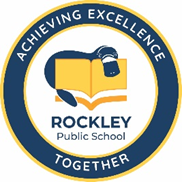 ACHIEVING EXCELLENCE
ROCKLEY
Public School
TOGETHER